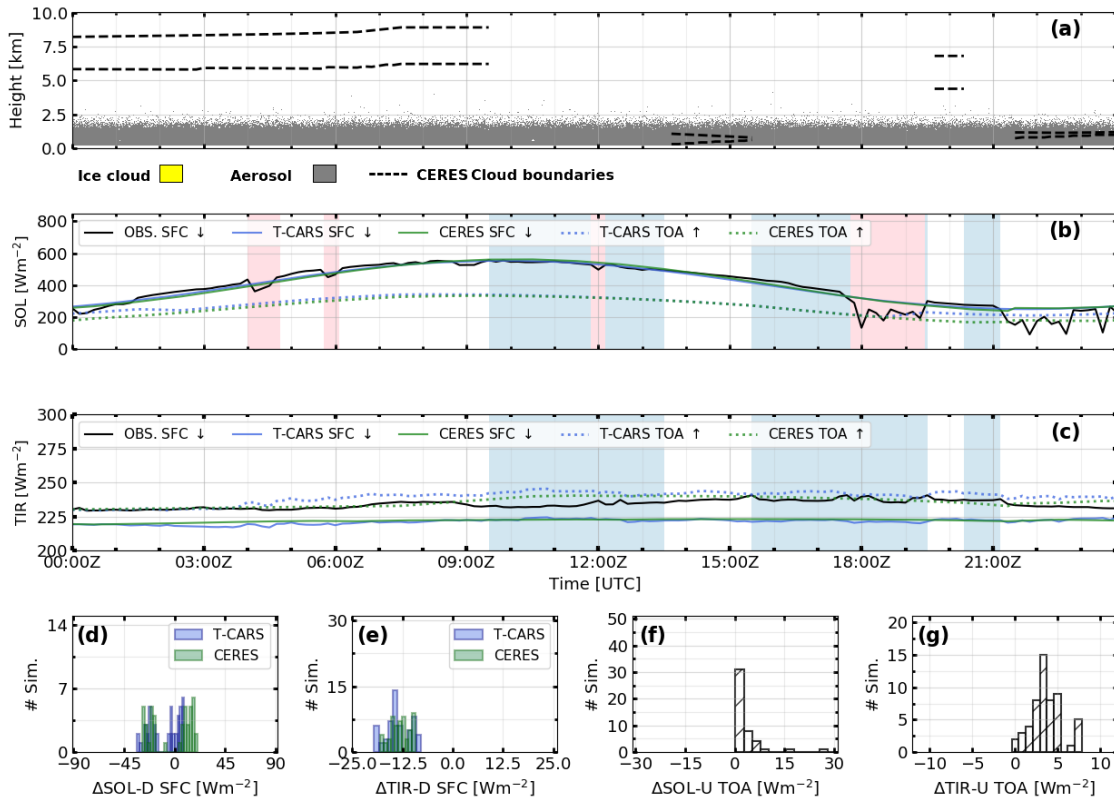 Height [km]
10.0
7.5
5.0
2.5
0.0
(a)
Ice cloud
Aerosol
CERES Cloud boundaries
SOL [Wm⁻²]
800
600
400
200
0
OBS. SFC ↓
T-CARS SFC ↓
CERES SFC ↓
T-CARS TOA ↑
CERES TOA ↑
(b)
TIR [Wm⁻²]
300
275
250
225
200
OBS. SFC ↓
T-CARS SFC ↓
CERES SFC ↓
T-CARS TOA ↑
CERES TOA ↑
(c)
00:00Z 03:00Z 06:00Z 09:00Z 12:00Z 15:00Z 18:00Z 21:00Z
Time [UTC]
# Sim.
14
7
0
(d)
T-CARS
CERES
−90 −45 0 45 90
ΔSOL-D SFC [Wm⁻²]
# Sim.
30
15
0
(e)
T-CARS
CERES
−25.0 −12.5 0.0 12.5 25.0
ΔTIR-D SFC [Wm⁻²]
# Sim.
50
40
30
20
10
0
(f)
−30 −15 0 15 30
ΔSOL-U TOA [Wm⁻²]
# Sim.
20
15
10
5
0
(g)
−10 −5 0 5 10
ΔTIR-U TOA [Wm⁻²]